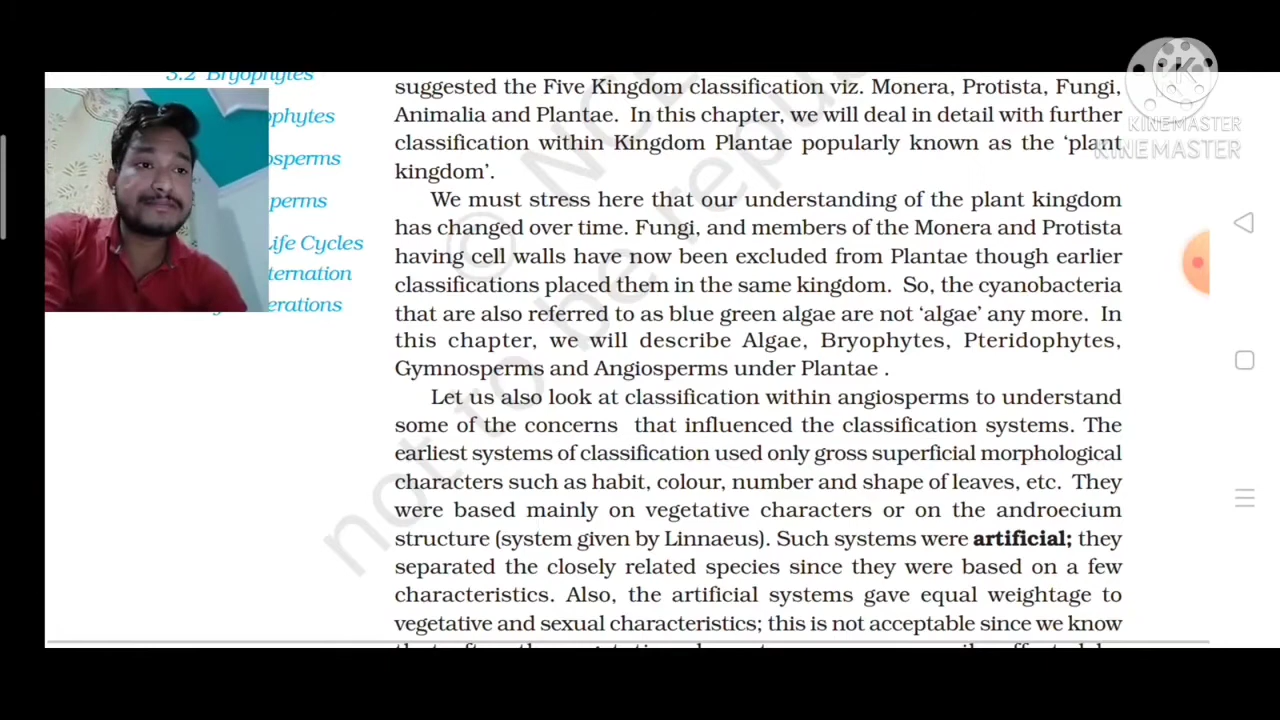 3.2 Bryophytes
ophytes
osperms
perms
Life Cycles
ternation
erations
suggested the Five Kingdom classification viz. Monera, Protista, Fungi,
Animalia and Plantae. In this chapter, we will deal in detail with further
classification within Kingdom Plantae popularly known as the ‘plant
kingdom’.
We must stress here that our understanding of the plant kingdom
has changed over time. Fungi, and members of the Monera and Protista
having cell walls have now been excluded from Plantae though earlier
classifications placed them in the same kingdom. So, the cyanobacteria
that are also referred to as blue green algae are not ‘algae’ any more. In
this chapter, we will describe Algae, Bryophytes, Pteridophytes,
Gymnosperms and Angiosperms under Plantae .
Let us also look at classification within angiosperms to understand
some of the concerns that influenced the classification systems. The
earliest systems of classification used only gross superficial morphological
characters such as habit, colour, number and shape of leaves, etc. They
were based mainly on vegetative characters or on the androecium
structure (system given by Linnaeus). Such systems were artificial; they
separated the closely related species since they were based on a few
characteristics. Also, the artificial systems gave equal weightage to
vegetative and sexual characteristics; this is not acceptable since we know
© NCE
not to be repu
KINEMASTER
KINEMASTER